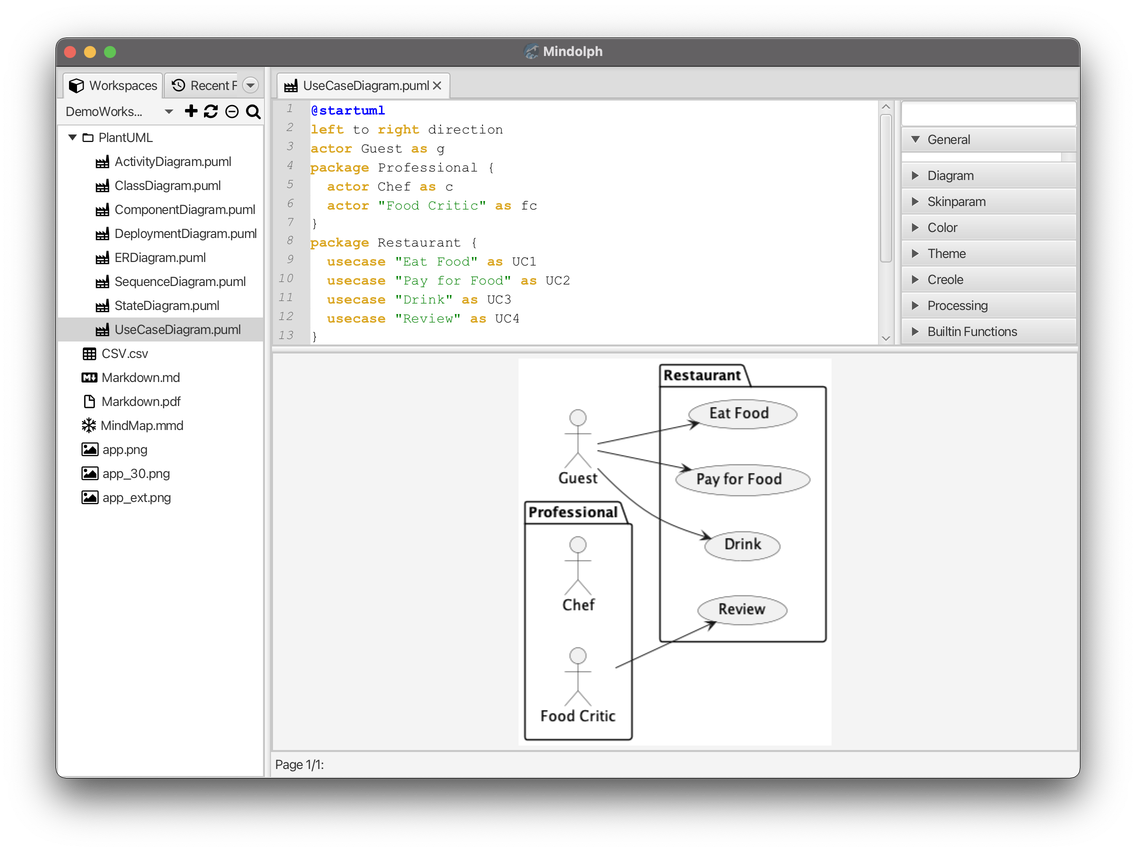 Mindolph
Workspaces
Recent F
DemoWorks...
PlantUML
ActivityDiagram.puml
ClassDiagram.puml
ComponentDiagram.puml
DeploymentDiagram.puml
ERDiagram.puml
SequenceDiagram.puml
StateDiagram.puml
UseCaseDiagram.puml
CSV.csv
Markdown.md
Markdown.pdf
MindMap.mmd
app.png
app_30.png
app_ext.png
UseCaseDiagram.puml
1 @startuml
2 left to right direction
3 actor Guest as g
4 package Professional {
5   actor Chef as c
6   actor "Food Critic" as fc
7 }
8 package Restaurant {
9   usecase "Eat Food" as UC1
10   usecase "Pay for Food" as UC2
11   usecase "Drink" as UC3
12   usecase "Review" as UC4
13 }
General
Diagram
Skinparam
Color
Theme
Creole
Processing
Builtin Functions
Restaurant
Eat Food
Guest
Pay for Food
Professional
Drink
Chef
Review
Food Critic
Page 1/1: